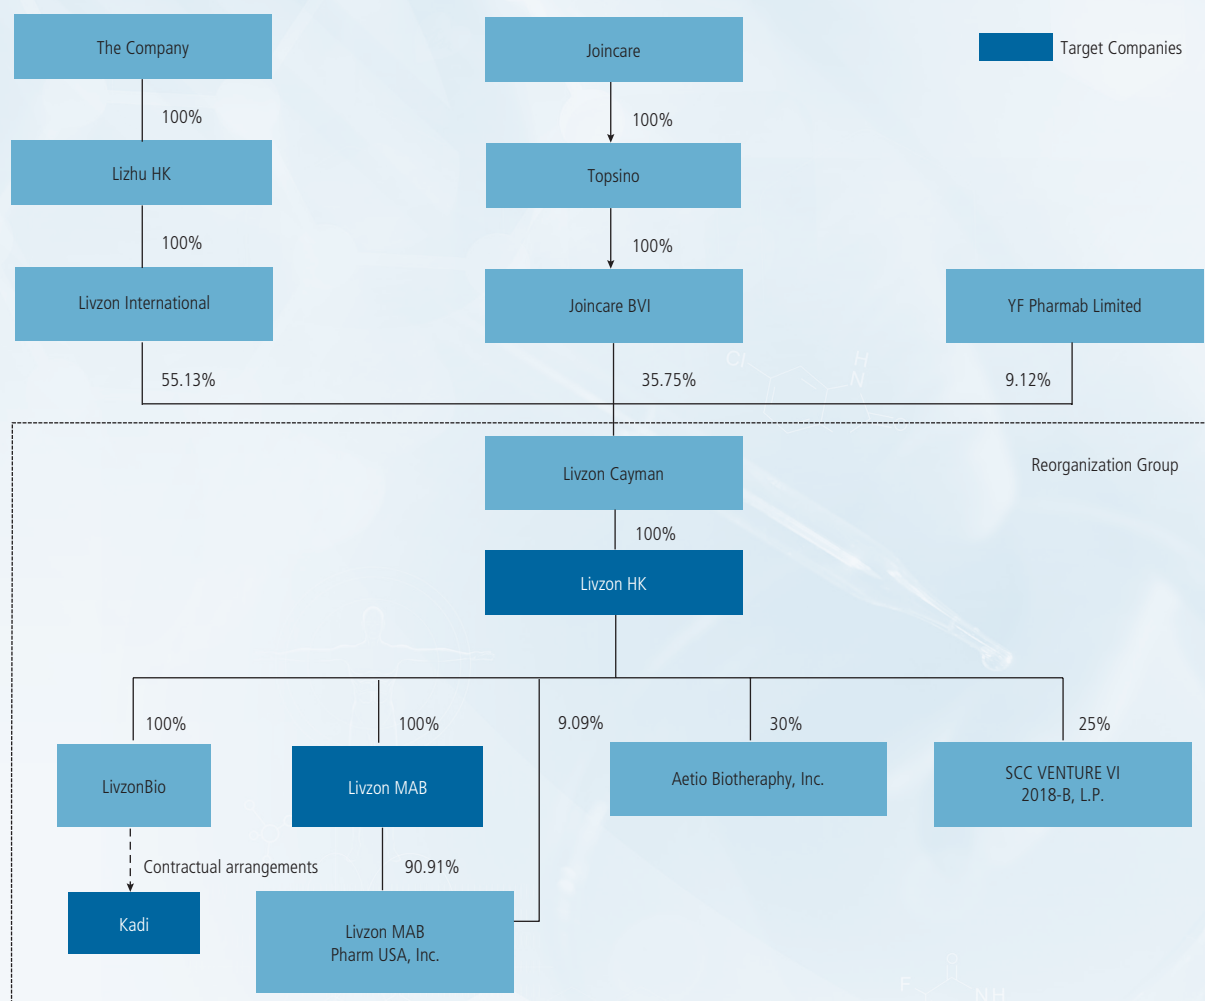 The Company
Joincare
Target Companies
100%
100%
Lizhu HK
Topsino
100%
100%
Livzon International
Joincare BVI
YF Pharmab Limited
55.13%
35.75%
9.12%
Cl
H
N
Reorganization Group
Livzon Cayman
100%
Livzon HK
100%
100%
9.09%
30%
25%
LivzonBio
Livzon MAB
Aetio Biotheraphy, Inc.
SCC VENTURE VI
2018-B, L.P.
Contractual arrangements
90.91%
Kadi
Livzon MAB
Pharm USA, Inc.
O
F
NH